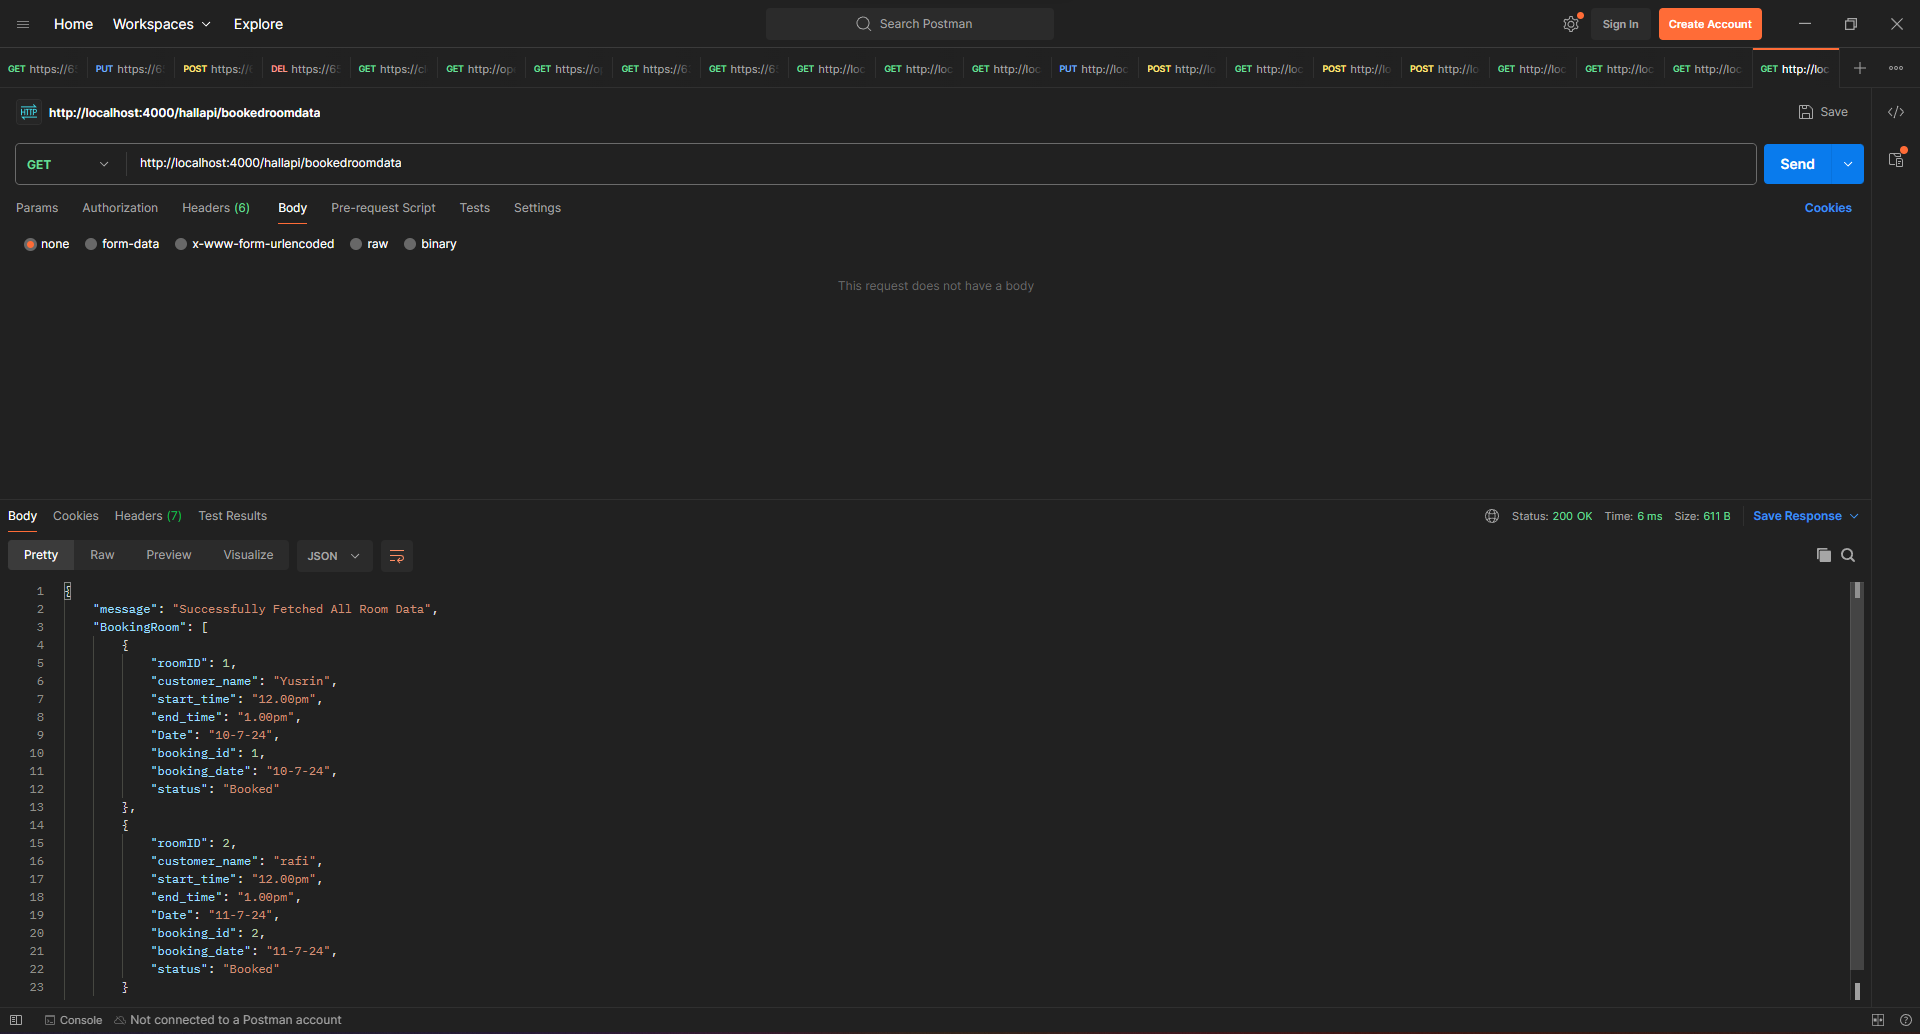 Home Workspaces Explore Search Postman Sign In Create Account
GET https://65 PUT https://6 POST https:// DEL https://65 GET https://cl GET http://op GET https://o GET https://6 GET https://65 GET http://loc GET http://loc GET http://loc PUT http://loc POST http://lo GET http://loc POST http://lo POST http://lo GET http://loc GET http://loc GET http://loc GET http://loc
HTTP http://localhost:4000/hallapi/bookedroomdata Save
GET http://localhost:4000/hallapi/bookedroomdata Send
Params Authorization Headers (6) Body Pre-request Script Tests Settings Cookies
none form-data x-www-form-urlencoded raw binary
This request does not have a body
Body Cookies Headers (7) Test Results Status: 200 OK Time: 6 ms Size: 611 B Save Response
Pretty Raw Preview Visualize JSON
1 {
2 "message": "Successfully Fetched All Room Data",
3 "BookingRoom": [
4 {
5 "roomID": 1,
6 "customer_name": "Yusrin",
7 "start_time": "12.00pm",
8 "end_time": "1.00pm",
9 "Date": "10-7-24",
10 "booking_id": 1,
11 "booking_date": "10-7-24",
12 "status": "Booked"
13 },
14 {
15 "roomID": 2,
16 "customer_name": "rafi",
17 "start_time": "12.00pm",
18 "end_time": "1.00pm",
19 "Date": "11-7-24",
20 "booking_id": 2,
21 "booking_date": "11-7-24",
22 "status": "Booked"
23 }
Console Not connected to a Postman account